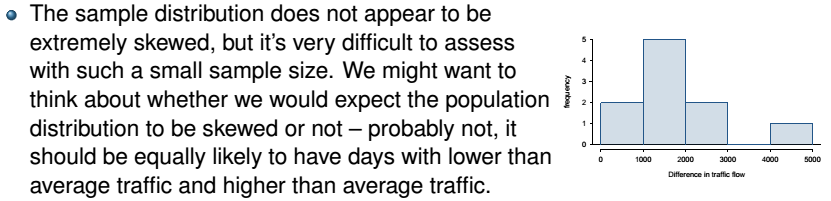 The sample distribution does not appear to be
extremely skewed, but it's very difficult to assess
with such a small sample size. We might want to
think about whether we would expect the population
distribution to be skewed or not – probably not, it
should be equally likely to have days with lower than
average traffic and higher than average traffic.
frequency
5
4
3
2
1
0
0 1000 2000 3000 4000 5000
Difference in traffic flow